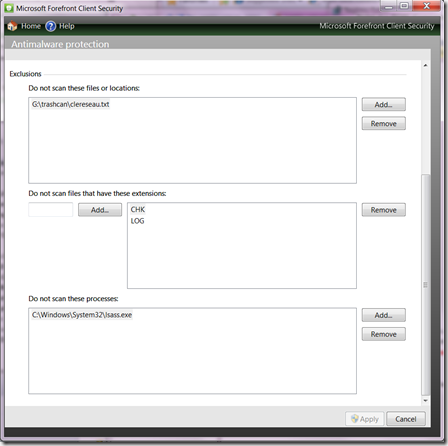 Microsoft Forefront Client Security
Home Help Microsoft Forefront Client Security
Antimalware protection
Exclusions
Do not scan these files or locations:
G:\trashcan\clereseau.txt
Add...
Remove
Do not scan files that have these extensions:
Add...
CHK
LOG
Remove
Do not scan these processes:
C:\Windows\System32\lsass.exe
Add...
Remove
Apply Cancel